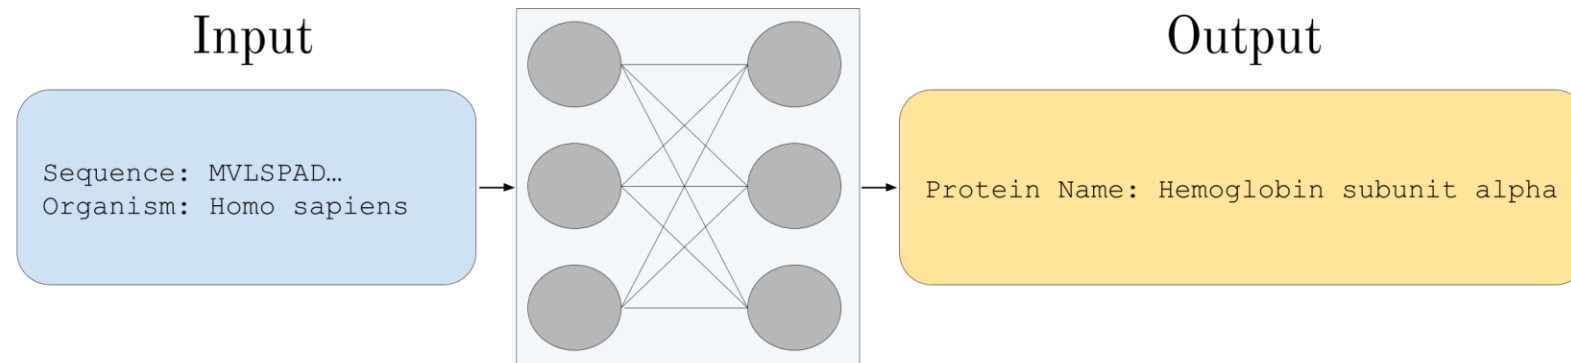 Input
Output
Sequence: MVLSPAD…
Organism: Homo sapiens
Protein Name: Hemoglobin subunit alpha